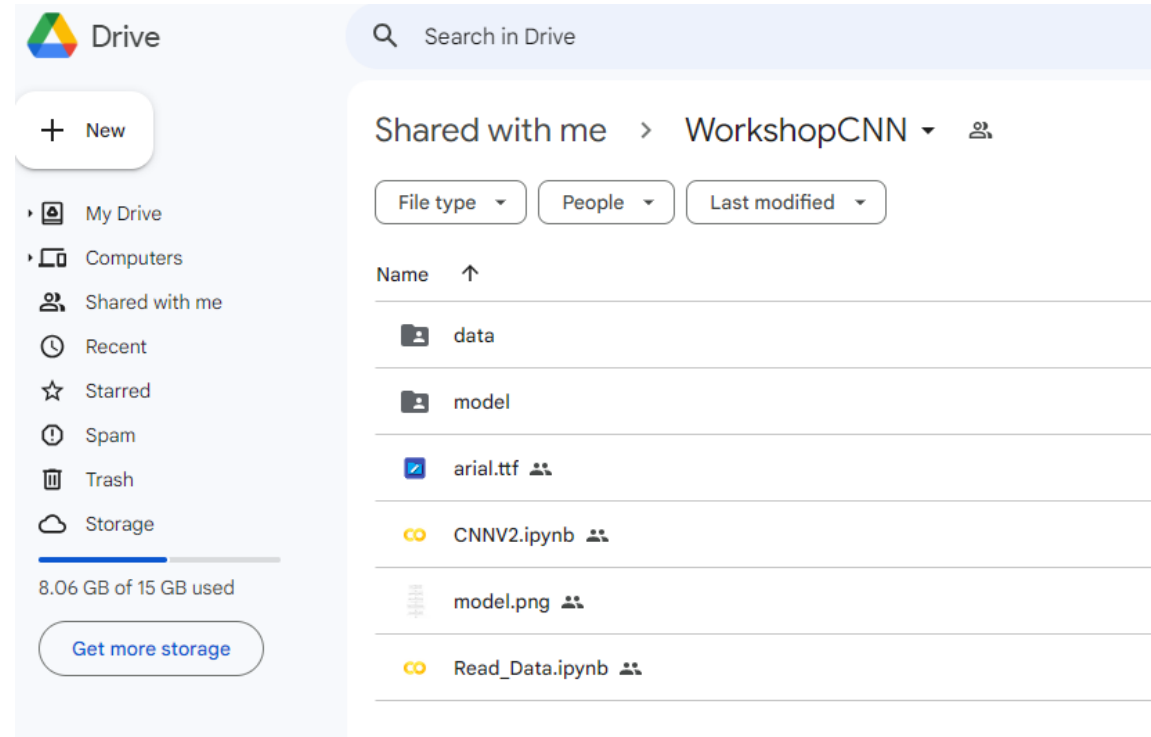 Drive
Search in Drive
New
Shared with me > WorkshopCNN
File type People Last modified
My Drive
Computers
Shared with me
Recent
Starred
Spam
Trash
Storage
8.06 GB of 15 GB used
Get more storage
Name
data
model
arial.ttf
CNNV2.ipynb
model.png
Read_Data.ipynb